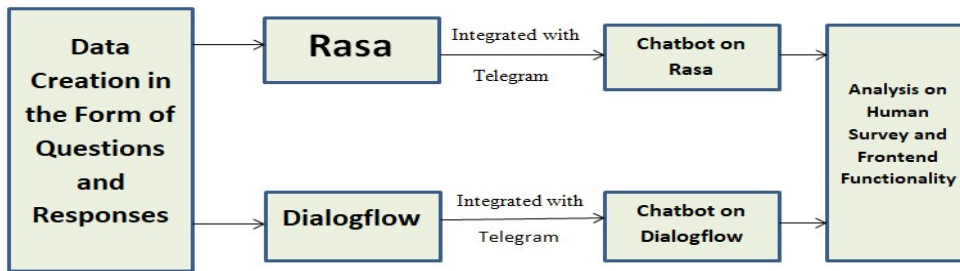 Data
Creation in
the Form of
Questions
and
Responses
Rasa
Integrated with
Telegram
Chatbot on
Rasa
Dialogflow
Integrated with
Telegram
Chatbot on
Dialogflow
Analysis on
Human
Survey and
Frontend
Functionality